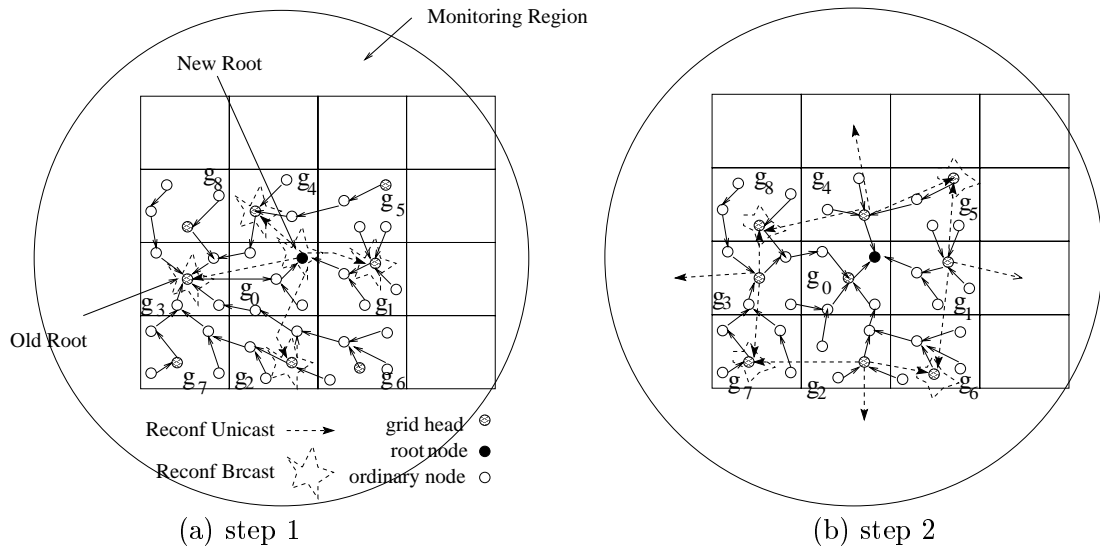 Monitoring Region
New Root
g8
g4
g5
g3
g0
g1
Old Root
g7
g2
g6
Reconf Unicast
grid head
root node
Reconf Brcast
ordinary node
(a) step 1
g8
g4
g5
g3
g0
g1
g7
g2
g6
(b) step 2